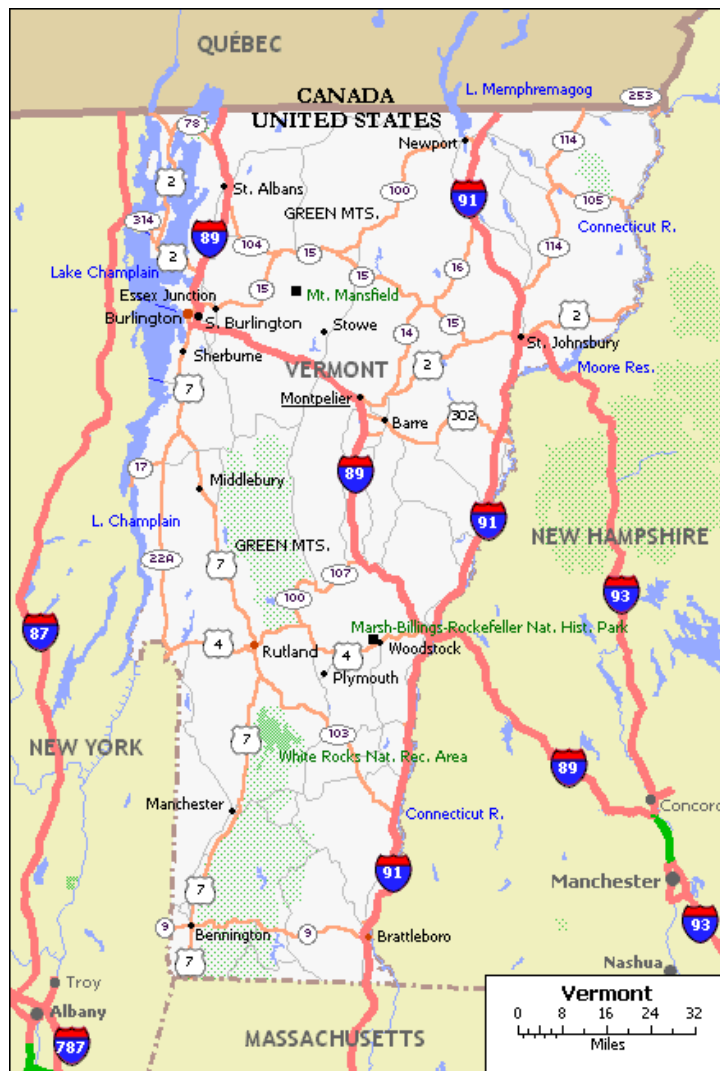 QUÉBEC
L. Memphremagog
253
CANADA
UNITED STATES
78
114
Newport
2
St. Albans
100
91
105
314
GREEN MTS.
Connecticut R.
89
104
15
114
2
Lake Champlain
15
16
15
Essex Junction
Mt. Mansfield
2
Burlington
S. Burlington
Stowe
14
15
St. Johnsbury
Sherburne
VERMONT
2
Moore Res.
7
Montpelier
Barre
302
17
89
Middlebury
91
L. Champlain
NEW HAMPSHIRE
22A
7
GREEN MTS.
107
100
93
87
Marsh-Billings-Rockefeller Nat. Hist. Park
4
Rutland
4
Woodstock
Plymouth
NEW YORK
7
103
White Rocks Nat. Rec. Area
89
Manchester
Connecticut R.
Concord
91
Manchester
7
9
Bennington
9
Brattleboro
93
7
Nashua
Troy
Albany
787
MASSACHUSETTS
Vermont
0 8 16 24 32
Miles